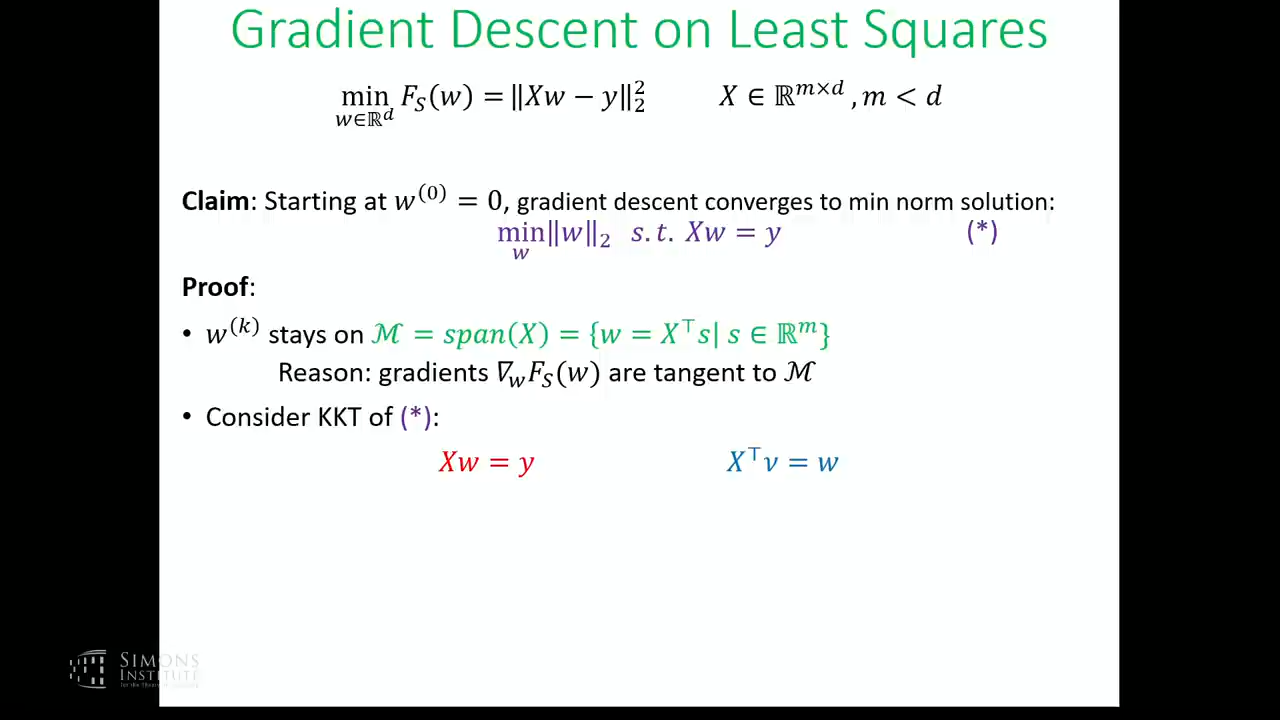 Gradient Descent on Least Squares
min_{w∈ℝ^d} F_S(w) = ‖Xw − y‖₂² X ∈ ℝ^{m×d}, m < d
Claim: Starting at w^{(0)} = 0, gradient descent converges to min norm solution:
min_w ‖w‖₂ s.t. Xw = y (*)
Proof:
• w^{(k)} stays on ℳ = span(X) = {w = X^⊤s| s ∈ ℝ^m}
Reason: gradients ∇_w F_S(w) are tangent to ℳ
• Consider KKT of (*):
Xw = y X^⊤ν = w
SIMONS
INSTITUTE